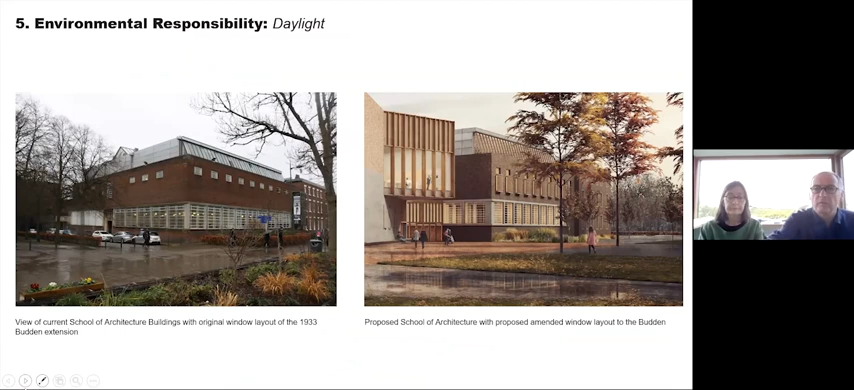 5. Environmental Responsibility: Daylight
View of current School of Architecture Buildings with original window layout of the 1933
Budden extension
Proposed School of Architecture with proposed amended window layout to the Budden